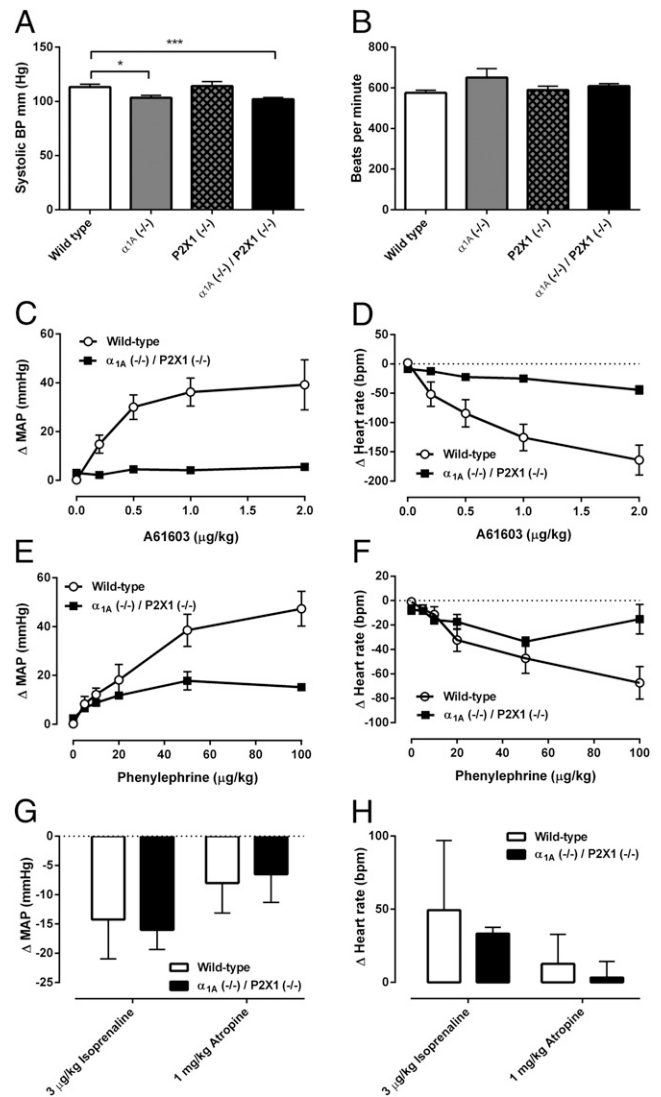 A
Systolic BP mm (Hg)
150
100
50
0
*
***
Wild type
α1A (-/-)
P2X1 (-/-)
α1A (-/-) / P2X1 (-/-)
B
Beats per minute
800
600
400
200
0
Wild type
α1A (-/-)
P2X1 (-/-)
α1A (-/-) / P2X1 (-/-)
C
Δ MAP (mmHg)
60
40
20
0
Wild-type
α1A (-/-) / P2X1 (-/-)
0.0 0.5 1.0 1.5 2.0
A61603 (μg/kg)
D
Δ Heart rate (bpm)
50
0
-50
-100
-150
-200
Wild-type
α1A (-/-) / P2X1 (-/-)
0.0 0.5 1.0 1.5 2.0
A61603 (μg/kg)
E
Δ MAP (mmHg)
60
40
20
0
Wild-type
α1A (-/-) / P2X1 (-/-)
0 20 40 60 80 100
Phenylephrine (μg/kg)
F
Δ Heart rate (bpm)
20
0
-20
-40
-60
-80
-100
Wild-type
α1A (-/-) / P2X1 (-/-)
0 20 40 60 80 100
Phenylephrine (μg/kg)
G
Δ MAP (mmHg)
0
-5
-10
-15
-20
-25
Wild-type
α1A (-/-) / P2X1 (-/-)
3 μg/kg Isoprenaline
1 mg/kg Atropine
H
Δ Heart rate (bpm)
100
50
0
Wild-type
α1A (-/-) / P2X1 (-/-)
3 μg/kg Isoprenaline
1 mg/kg Atropine